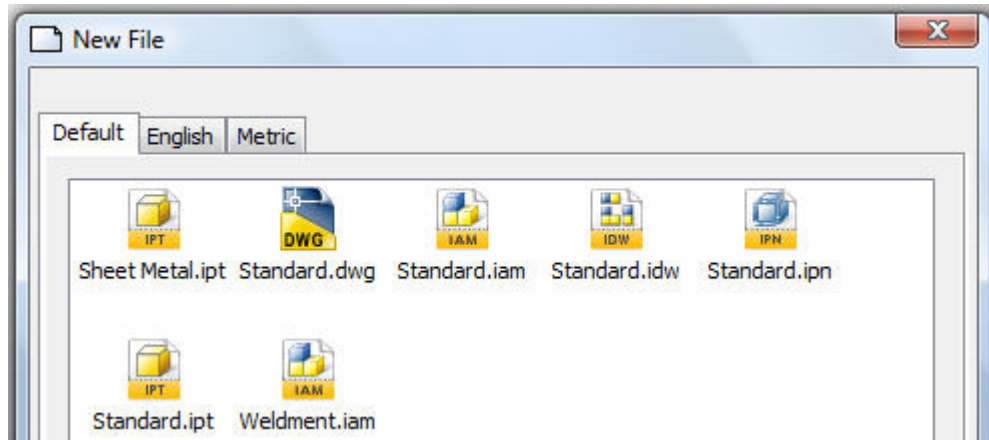 New File
Default English Metric
IPT DWG IAM IDW IPN
Sheet Metal.ipt Standard.dwg Standard.iam Standard.idw Standard.ipn
IPT IAM
Standard.ipt Weldment.iam